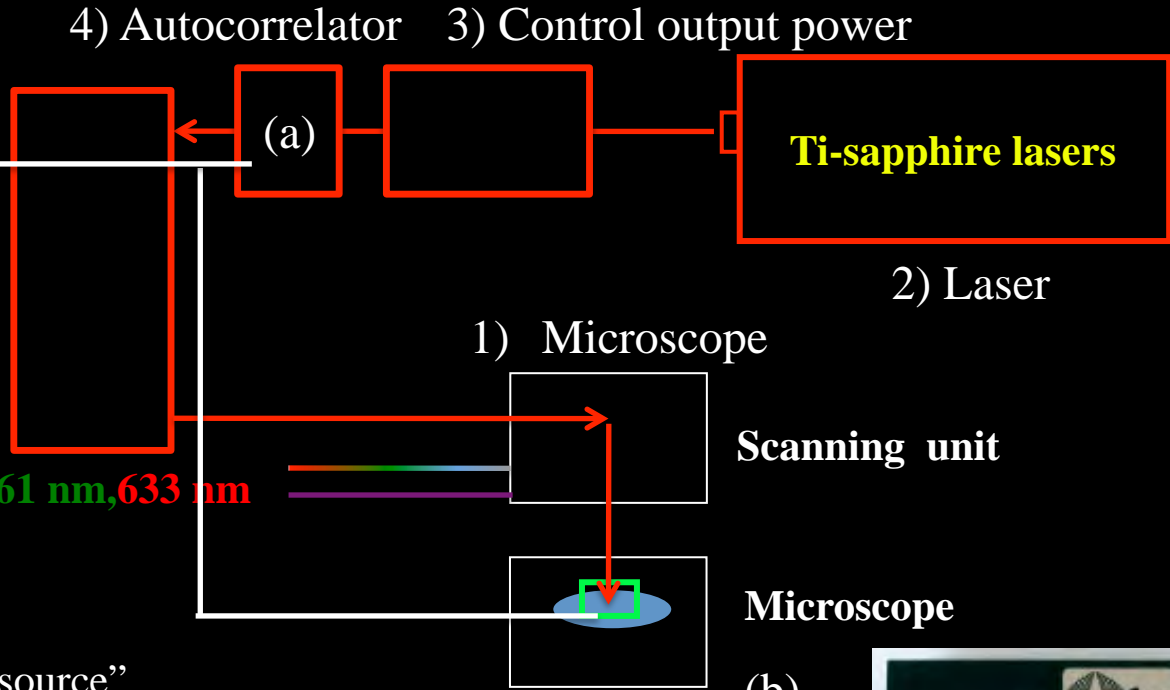 4) Autocorrelator 3) Control output power
(a)
Ti-sapphire lasers
2) Laser
1) Microscope
Scanning unit
61 nm,633 nm
Microscope
source”
(b)